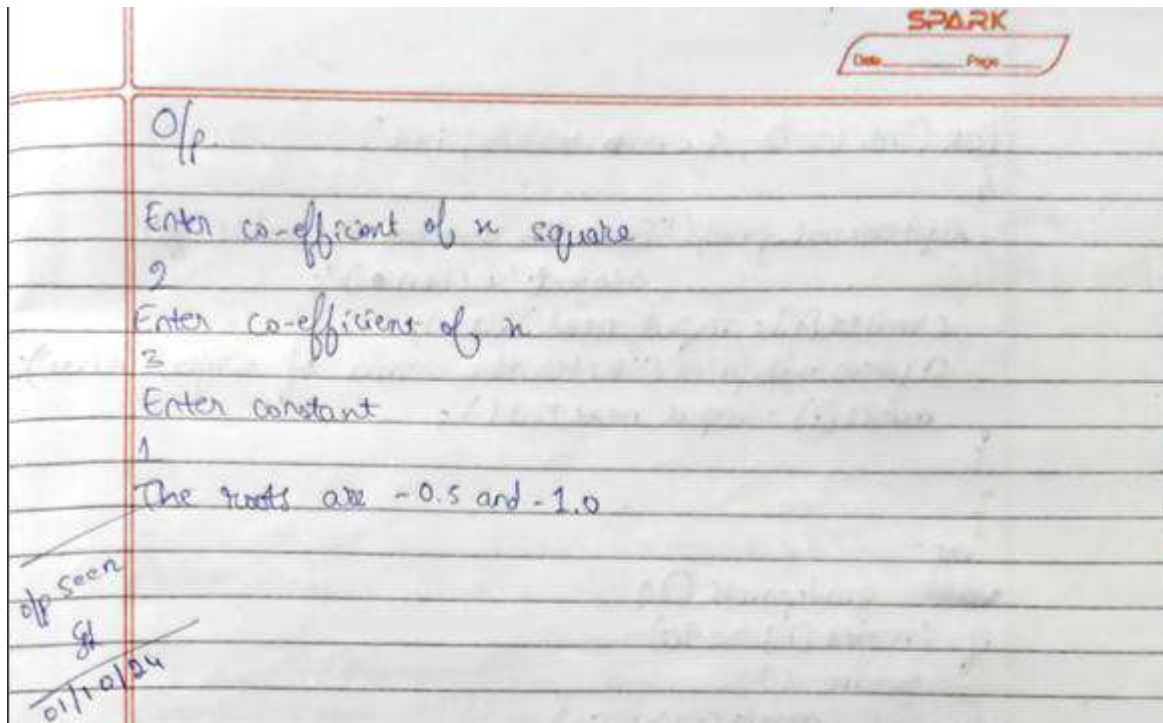 SPARK
Date Page
O/p.
Enter co-efficient of x square
2
Enter co-efficient of x
3
Enter constant
1
The roots are -0.5 and -1.0
o/p seen
01/10/24